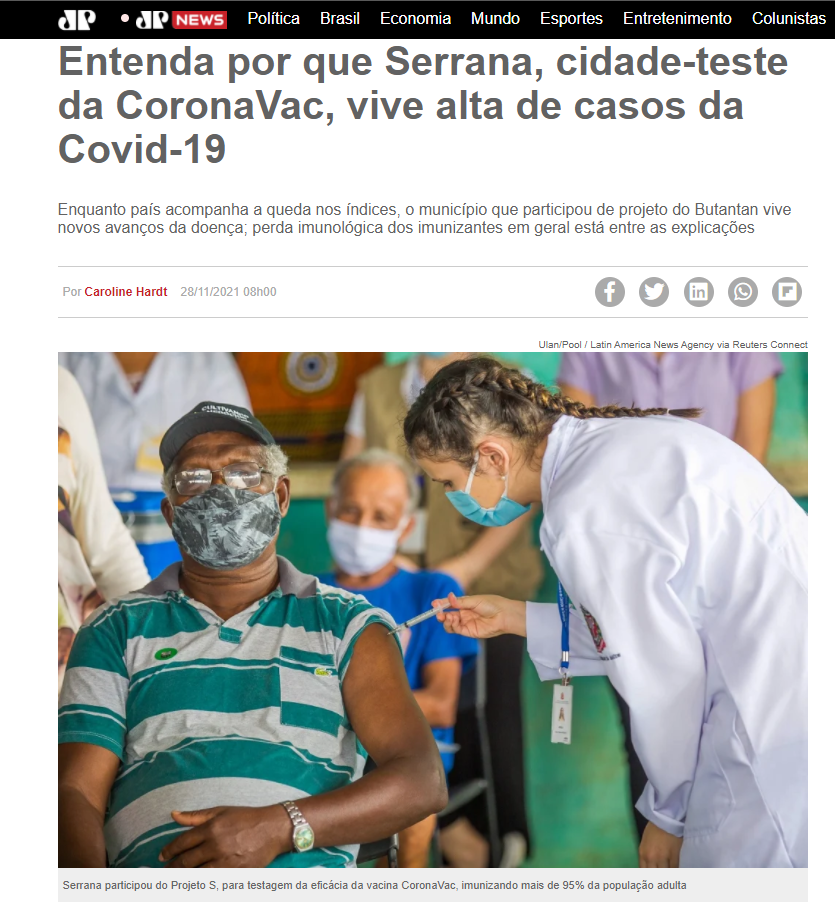 JP JP NEWS Política Brasil Economia Mundo Esportes Entretenimento Colunistas
Entenda por que Serrana, cidade-teste
da CoronaVac, vive alta de casos da
Covid-19
Enquanto país acompanha a queda nos índices, o município que participou de projeto do Butantan vive
novos avanços da doença; perda imunológica dos imunizantes em geral está entre as explicações
Por Caroline Hardt 28/11/2021 08h00
Ulan/Pool / Latin America News Agency via Reuters Connect
CULTIVANDO
Serrana participou do Projeto S, para testagem da eficácia da vacina CoronaVac, imunizando mais de 95% da população adulta